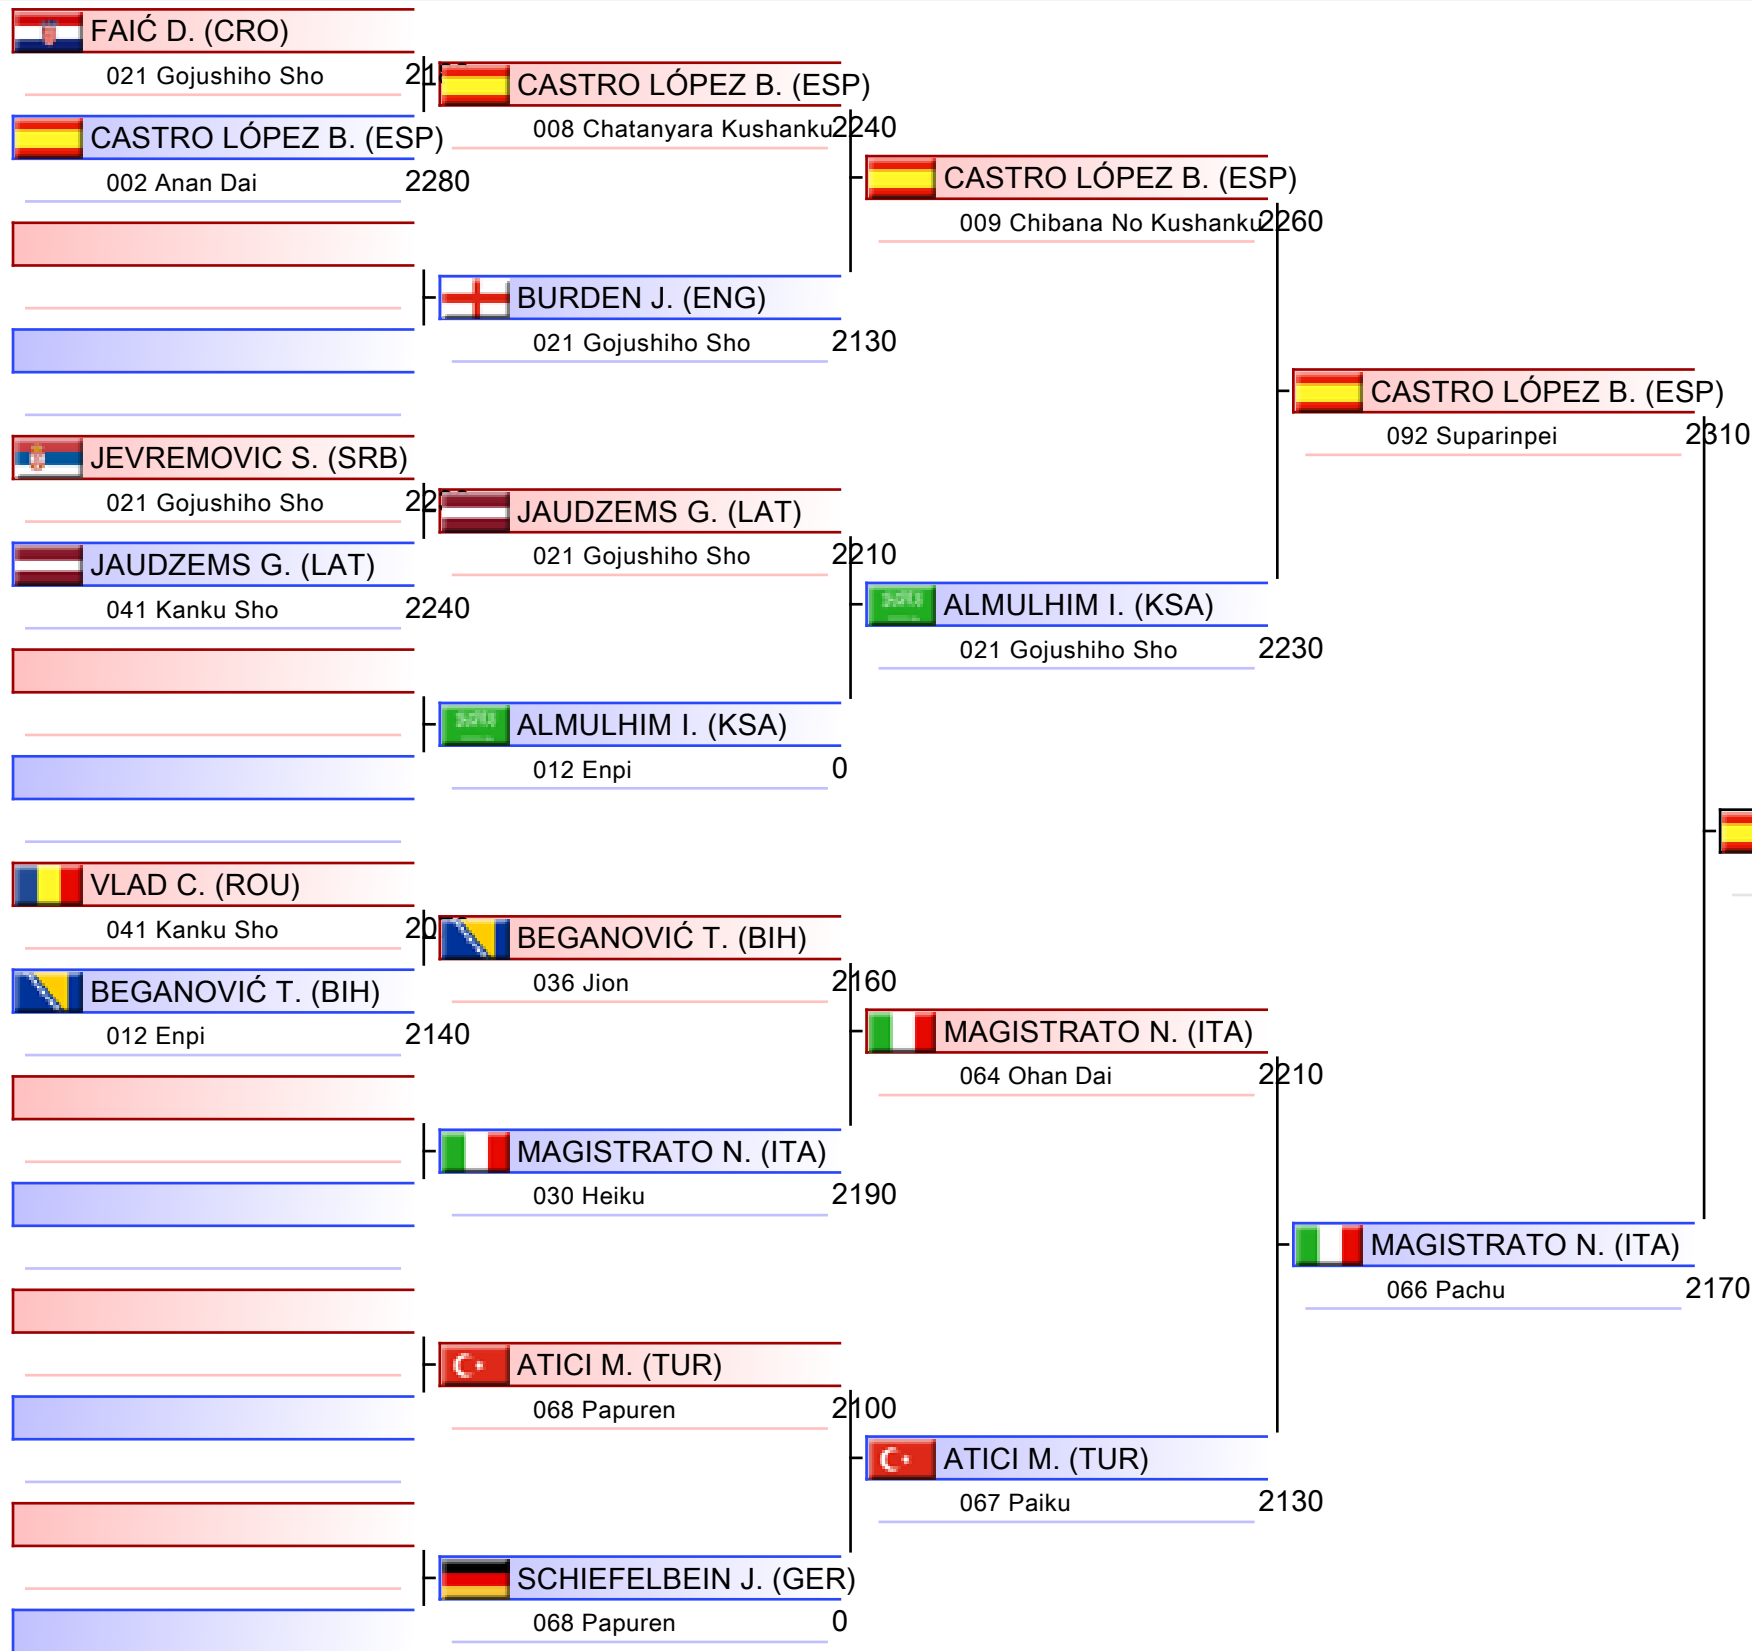 FAIĆ D. (CRO)
021 Gojushiho Sho
CASTRO LÓPEZ B. (ESP)
002 Anan Dai 2280
JEVREMOVIC S. (SRB)
021 Gojushiho Sho
JAUDZEMS G. (LAT)
041 Kanku Sho 2240
VLAD C. (ROU)
041 Kanku Sho
BEGANOVIĆ T. (BIH)
012 Enpi 2140
CASTRO LÓPEZ B. (ESP)
008 Chatanyara Kushanku 2240
BURDEN J. (ENG)
021 Gojushiho Sho 2130
JAUDZEMS G. (LAT)
021 Gojushiho Sho 2210
ALMULHIM I. (KSA)
012 Enpi 0
BEGANOVIĆ T. (BIH)
036 Jion 2160
MAGISTRATO N. (ITA)
030 Heiku 2190
ATICI M. (TUR)
068 Papuren 2100
SCHIEFELBEIN J. (GER)
068 Papuren 0
CASTRO LÓPEZ B. (ESP)
009 Chibana No Kushanku 2260
ALMULHIM I. (KSA)
021 Gojushiho Sho 2230
MAGISTRATO N. (ITA)
064 Ohan Dai 2210
ATICI M. (TUR)
067 Paiku 2130
CASTRO LÓPEZ B. (ESP)
092 Suparinpei 2310
MAGISTRATO N. (ITA)
066 Pachu 2170